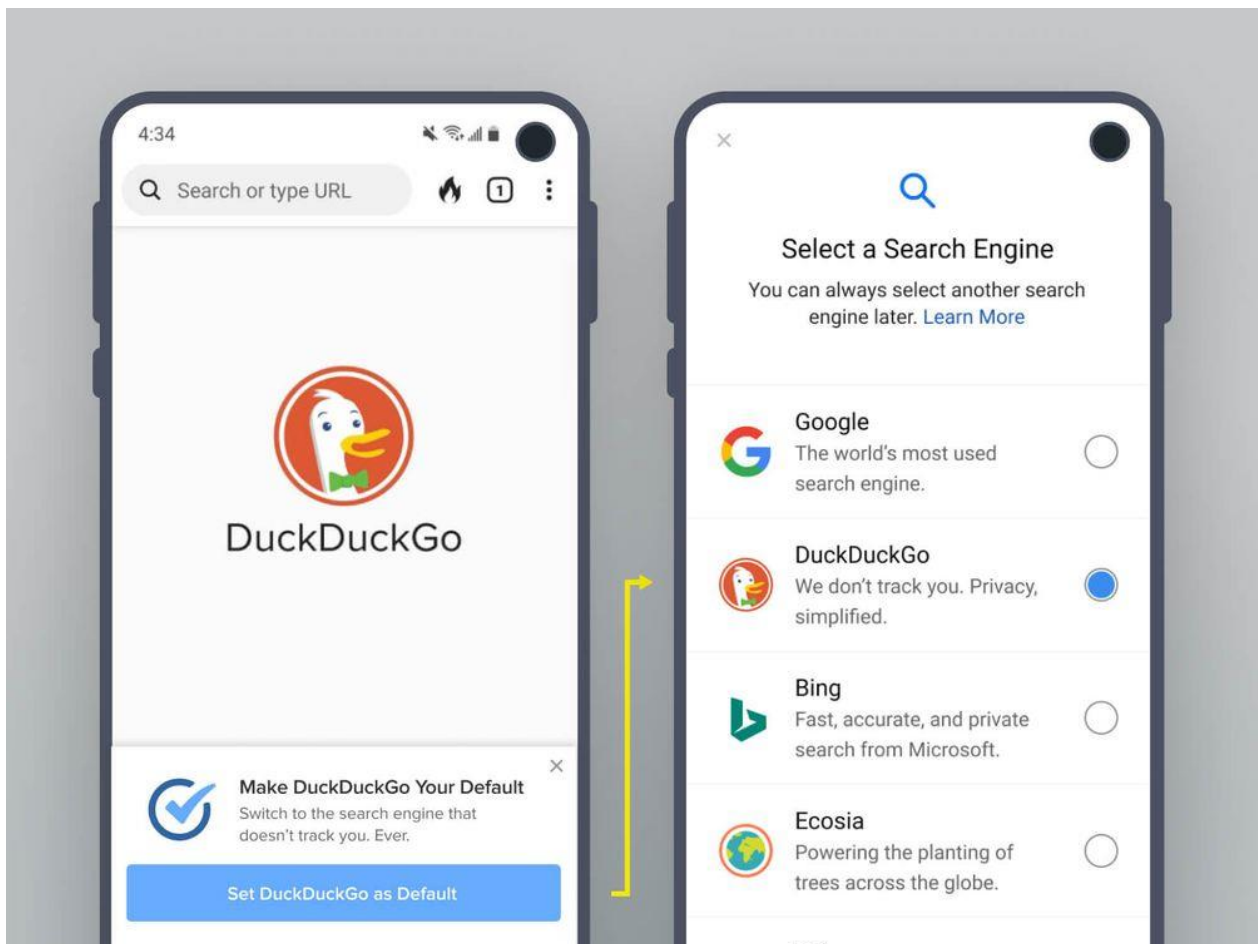 4:34
Search or type URL
1
DuckDuckGo
Make DuckDuckGo Your Default
Switch to the search engine that
doesn't track you. Ever.
Set DuckDuckGo as Default
Select a Search Engine
You can always select another search
engine later. Learn More
Google
The world's most used
search engine.
DuckDuckGo
We don't track you. Privacy,
simplified.
Bing
Fast, accurate, and private
search from Microsoft.
Ecosia
Powering the planting of
trees across the globe.